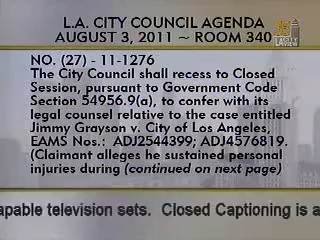 L.A. CITY COUNCIL AGENDA
AUGUST 3, 2011 ~ ROOM 340
NO. (27) - 11-1276
The City Council shall recess to Closed
Session, pursuant to Government Code
Section 54956.9(a), to confer with its
legal counsel relative to the case entitled
Jimmy Grayson v. City of Los Angeles,
EAMS Nos.: ADJ2544399; ADJ4576819.
(Claimant alleges he sustained personal
injuries during (continued on next page)
apable television sets. Closed Captioning is a